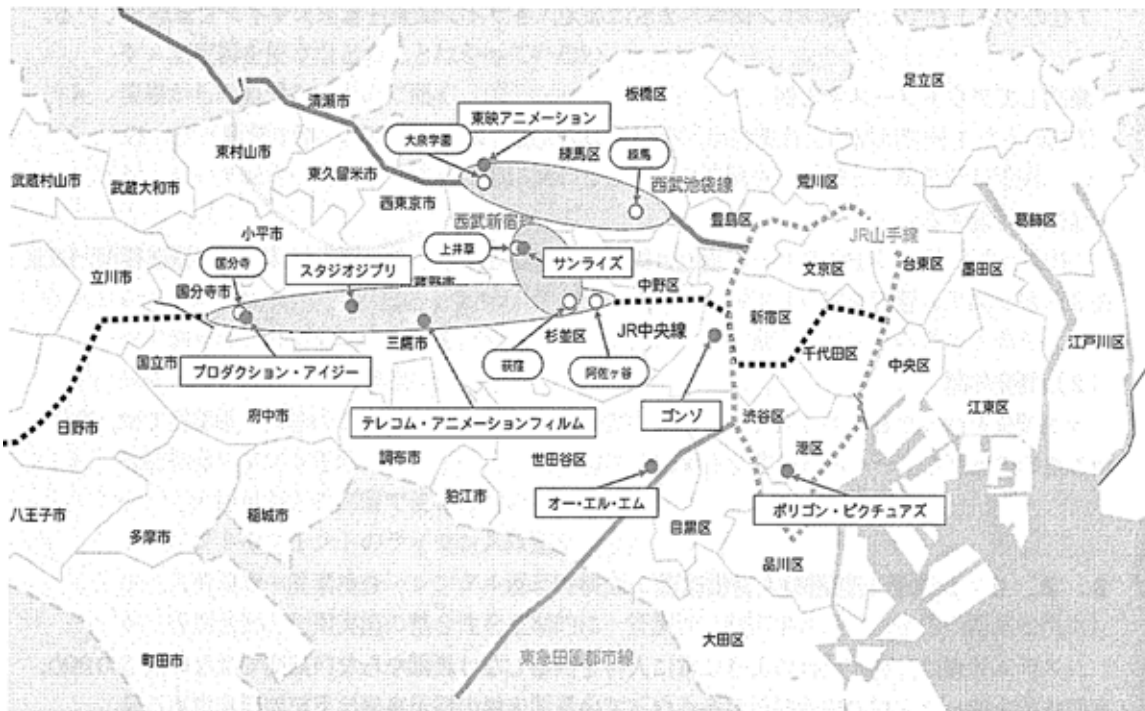 足立区
板橋区
清瀬市
東映アニメーション
大泉学園
東村山市
練馬区
練馬
武蔵村山市
武蔵大和市
東久留米市
西武池袋線
荒川区
西東京市
葛飾区
豊島区
西武新宿線
JR山手線
小平市
上井草
サンライズ
文京区
台東区
墨田区
国分寺
スタジオジブリ
立川市
中野区
国分寺市
新宿区
三鷹市
杉並区
JR中央線
江戸川区
千代田区
国立市
プロダクション・アイジー
荻窪
阿佐ヶ谷
中央区
府中市
テレコム・アニメーションフィルム
ゴンゾ
渋谷区
江東区
日野市
調布市
世田谷区
港区
狛江市
オー・エル・エム
ポリゴン・ピクチュアズ
八王子市
稲城市
目黒区
多摩市
品川区
大田区
東急田園都市線
町田市